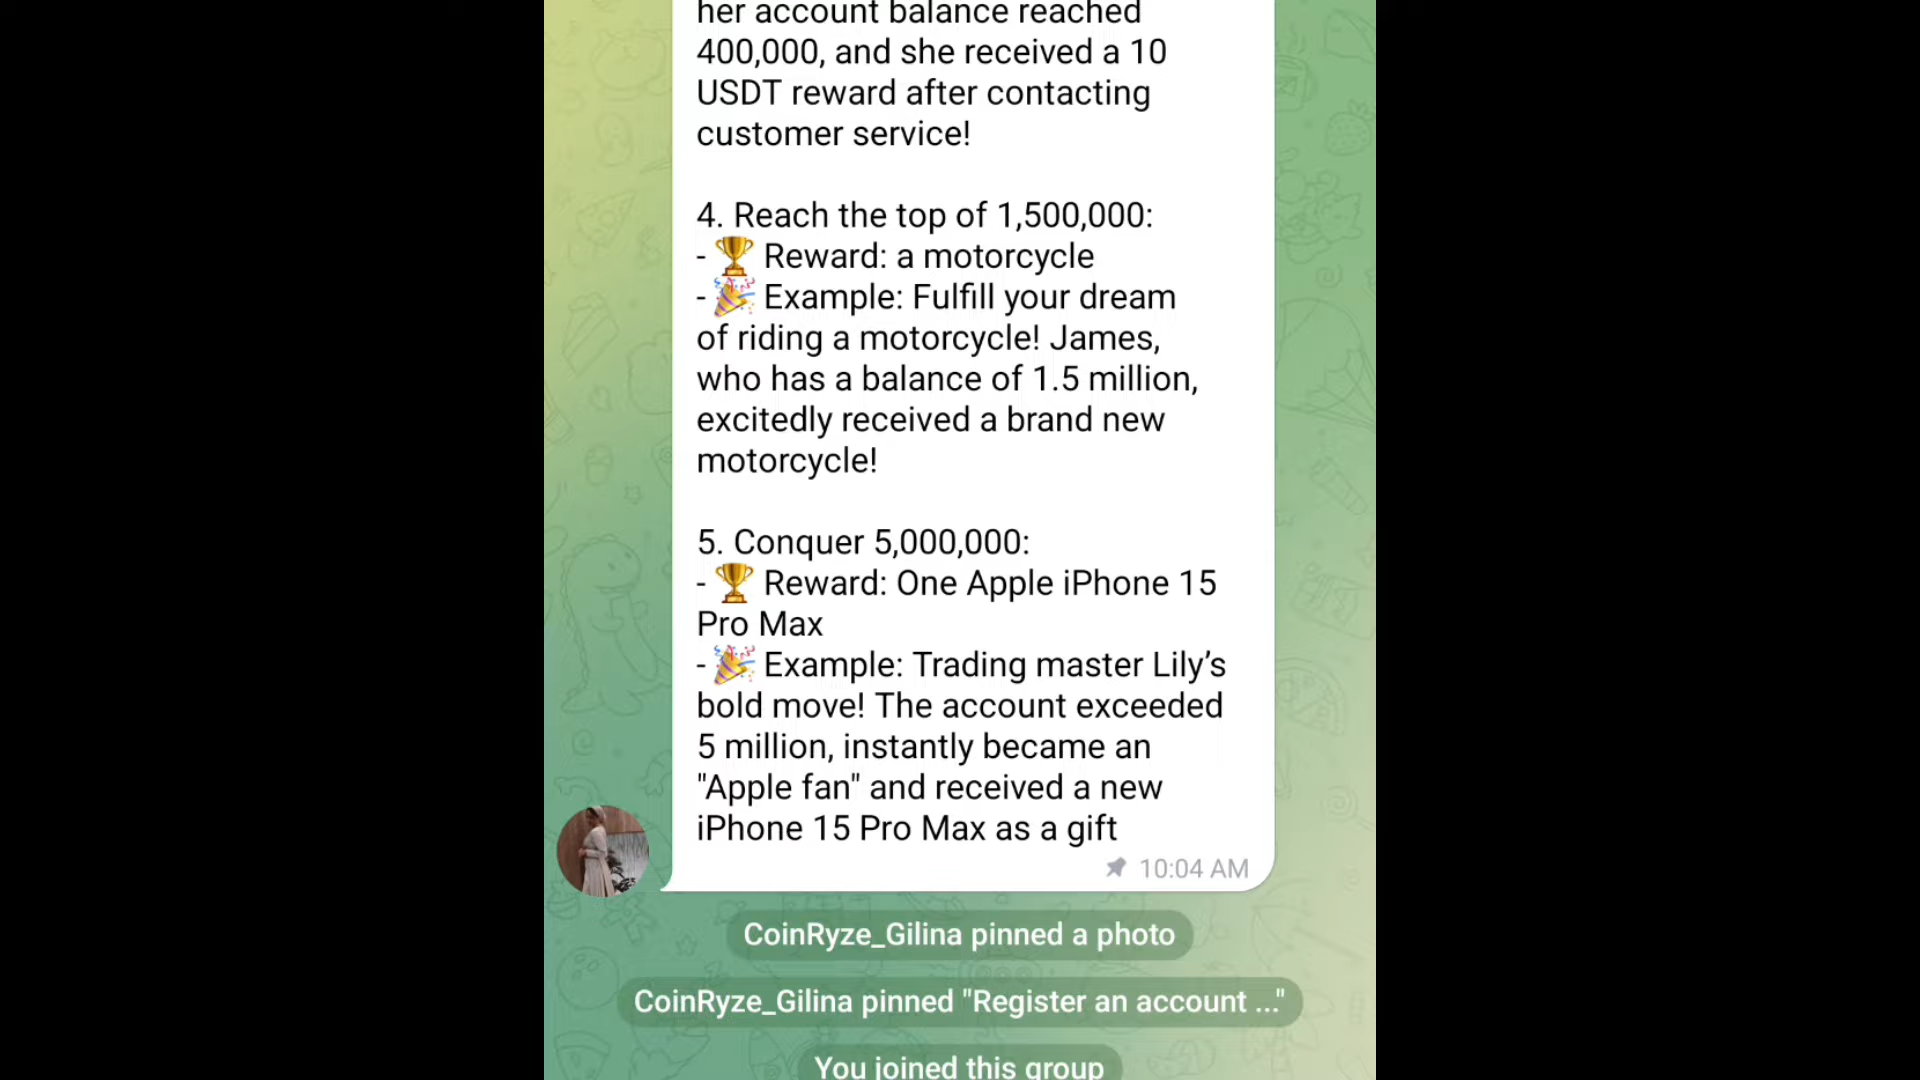 her account balance reached
400,000, and she received a 10
USDT reward after contacting
customer service!
4. Reach the top of 1,500,000:
- 🏆 Reward: a motorcycle
- 🎉 Example: Fulfill your dream
of riding a motorcycle! James,
who has a balance of 1.5 million,
excitedly received a brand new
motorcycle!
5. Conquer 5,000,000:
- 🏆 Reward: One Apple iPhone 15
Pro Max
- 🎉 Example: Trading master Lily’s
bold move! The account exceeded
5 million, instantly became an
"Apple fan" and received a new
iPhone 15 Pro Max as a gift
10:04 AM
CoinRyze_Gilina pinned a photo
CoinRyze_Gilina pinned "Register an account ..."
You joined this group